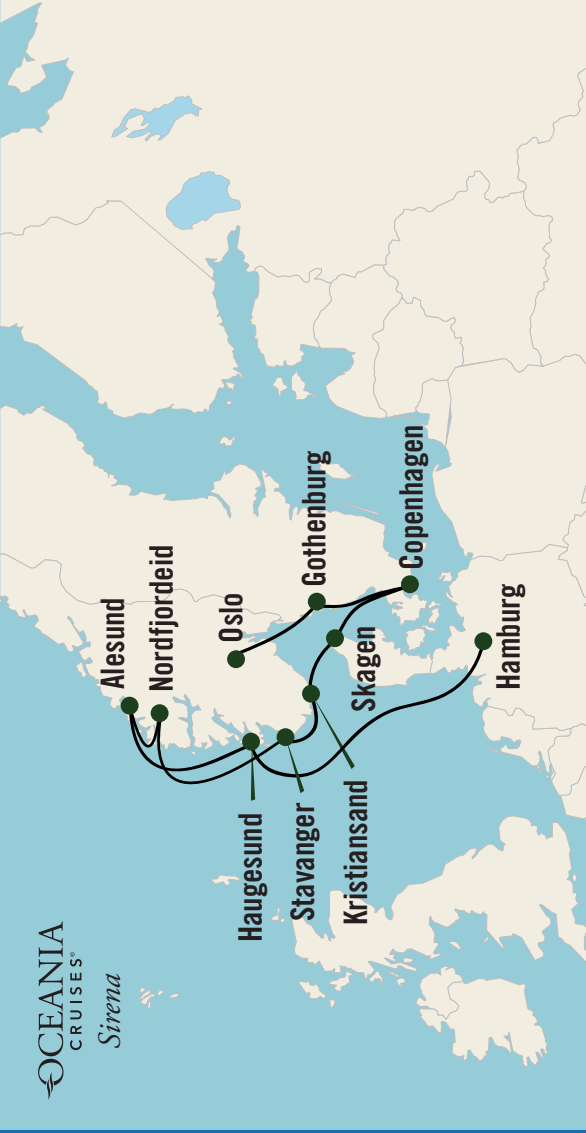 OCEANIA
CRUISES®
Sirena
Alesund
Nordfjordeid
Oslo
Gothenburg
Copenhagen
Haugesund
Stavanger
Kristiansand
Skagen
Hamburg